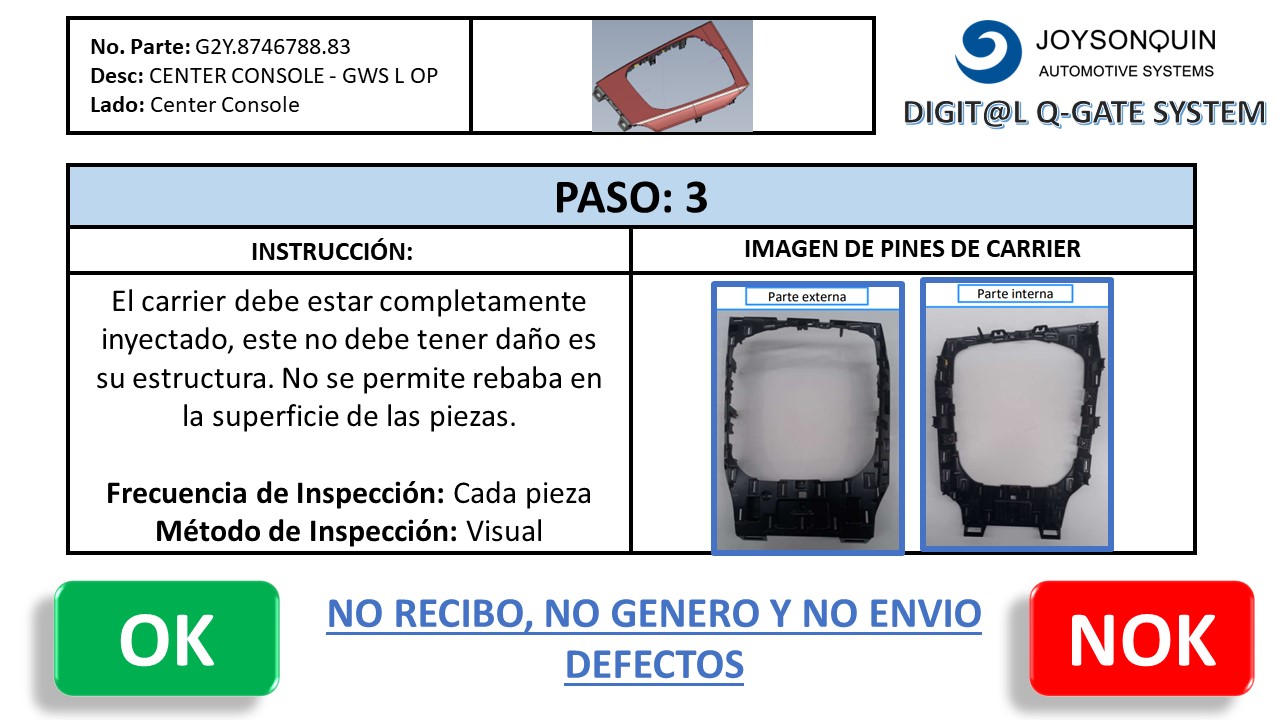 No. Parte: G2Y.8746788.83
Desc: CENTER CONSOLE - GWS L OP
Lado: Center Console
JOYSONQUIN
AUTOMOTIVE SYSTEMS
DIGIT@L Q-GATE SYSTEM
PASO: 3
INSTRUCCIÓN:
IMAGEN DE PINES DE CARRIER
El carrier debe estar completamente
inyectado, este no debe tener daño es
su estructura. No se permite rebaba en
la superficie de las piezas.
Frecuencia de Inspección: Cada pieza
Método de Inspección: Visual
Parte externa
Parte interna
OK
NO RECIBO, NO GENERO Y NO ENVIO
DEFECTOS
NOK